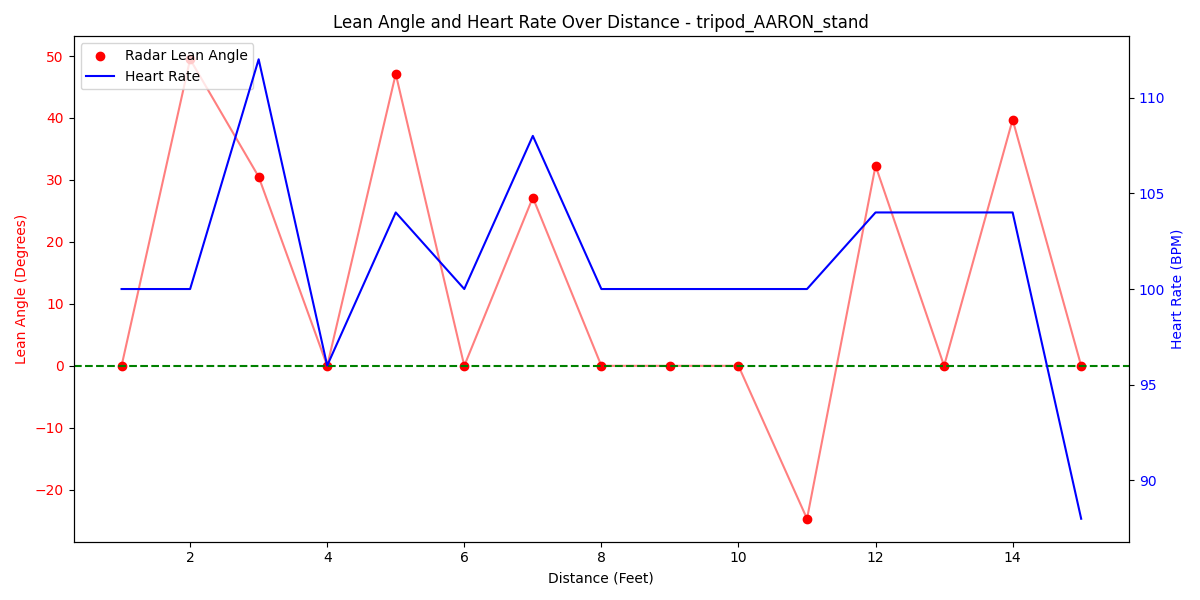 Lean Angle and Heart Rate Over Distance - tripod_AARON_stand
Radar Lean Angle
Heart Rate
Lean Angle (Degrees)
50
40
30
20
10
0
−10
−20
Heart Rate (BPM)
110
105
100
95
90
2 4 6 8 10 12 14
Distance (Feet)